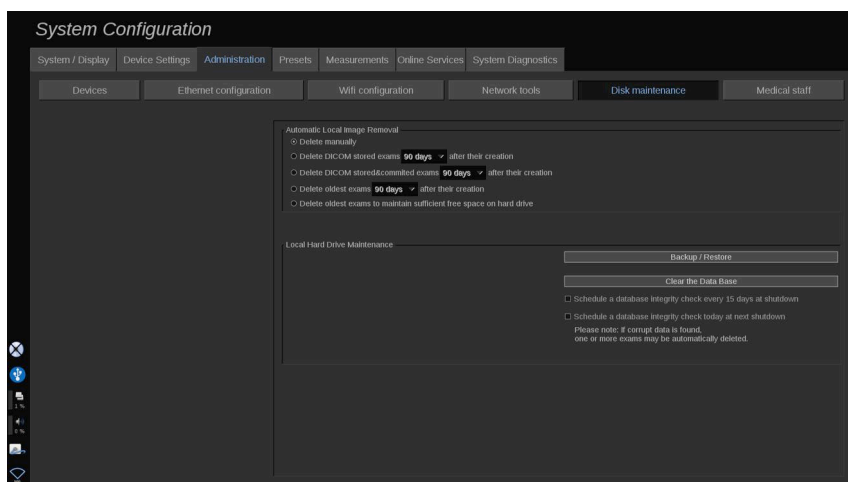 System Configuration
System / Display Device Settings Administration Presets Measurements Online Services System Diagnostics
Devices Ethernet configuration Wifi configuration Network tools Disk maintenance Medical staff
Automatic Local Image Removal
Delete manually
Delete DICOM stored exams 90 days after their creation
Delete DICOM stored&commited exams 90 days after their creation
Delete oldest exams 90 days after their creation
Delete oldest exams to maintain sufficient free space on hard drive
Local Hard Drive Maintenance
Backup / Restore
Clear the Data Base
Schedule a database integrity check every 15 days at shutdown
Schedule a database integrity check today at next shutdown
Please note: If corrupt data is found,
one or more exams may be automatically deleted.
1 %
0 %